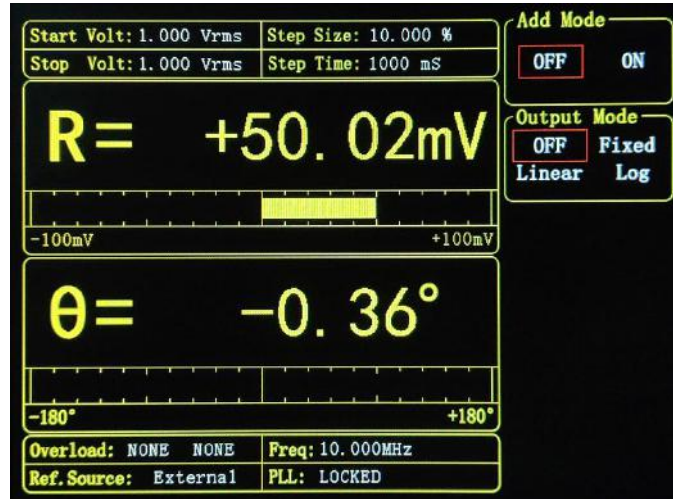 Start Volt: 1.000 Vrms Step Size: 10.000 %
Stop Volt: 1.000 Vrms Step Time: 1000 mS
R= +50.02mV
-100mV +100mV
θ= -0.36°
-180° +180°
Overload: NONE NONE Freq: 10.000MHz
Ref.Source: External PLL: LOCKED
Add Mode
OFF ON
Output Mode
OFF Fixed
Linear Log